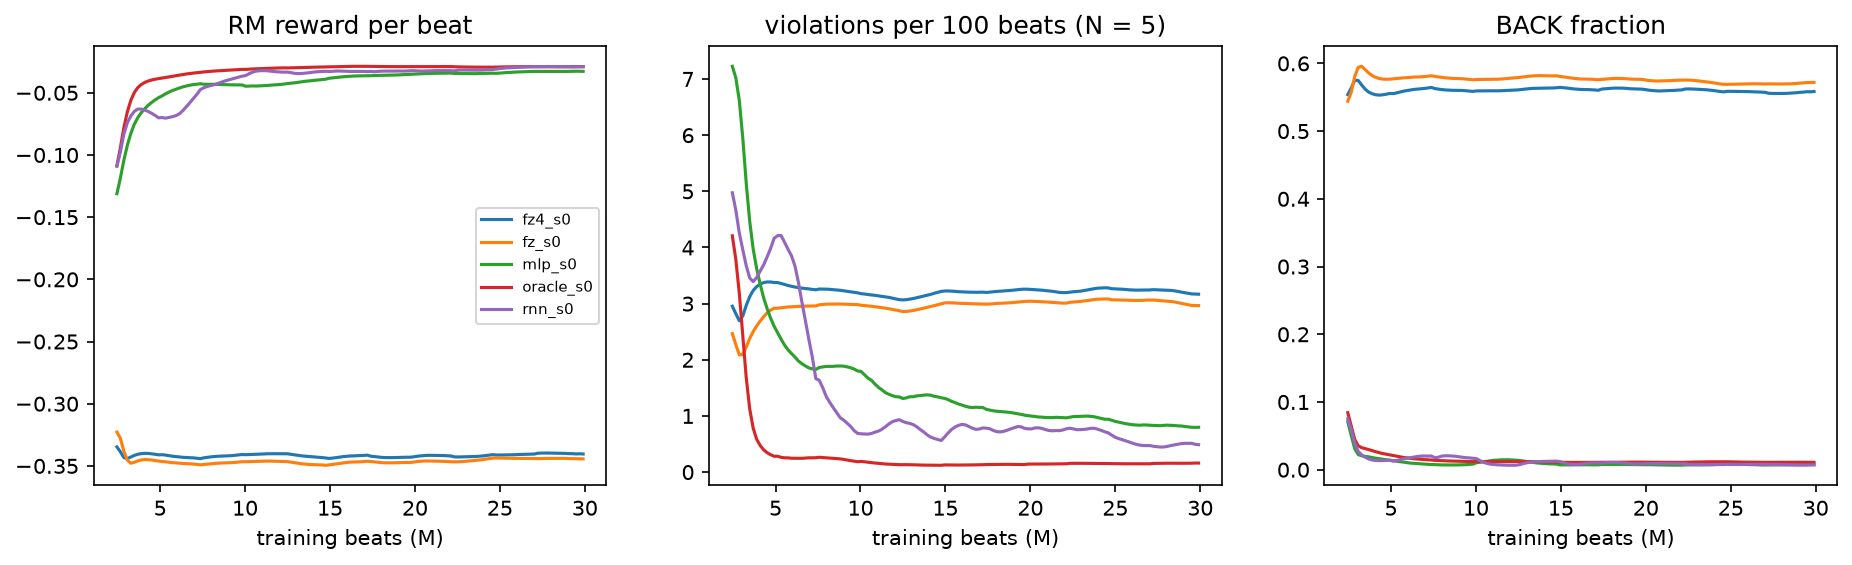 RM reward per beat
−0.05
−0.10
−0.15
−0.20
−0.25
−0.30
−0.35
5 10 15 20 25 30
training beats (M)
fz4_s0
fz_s0
mlp_s0
oracle_s0
rnn_s0
violations per 100 beats (N = 5)
7
6
5
4
3
2
1
0
5 10 15 20 25 30
training beats (M)
BACK fraction
0.6
0.5
0.4
0.3
0.2
0.1
0.0
5 10 15 20 25 30
training beats (M)